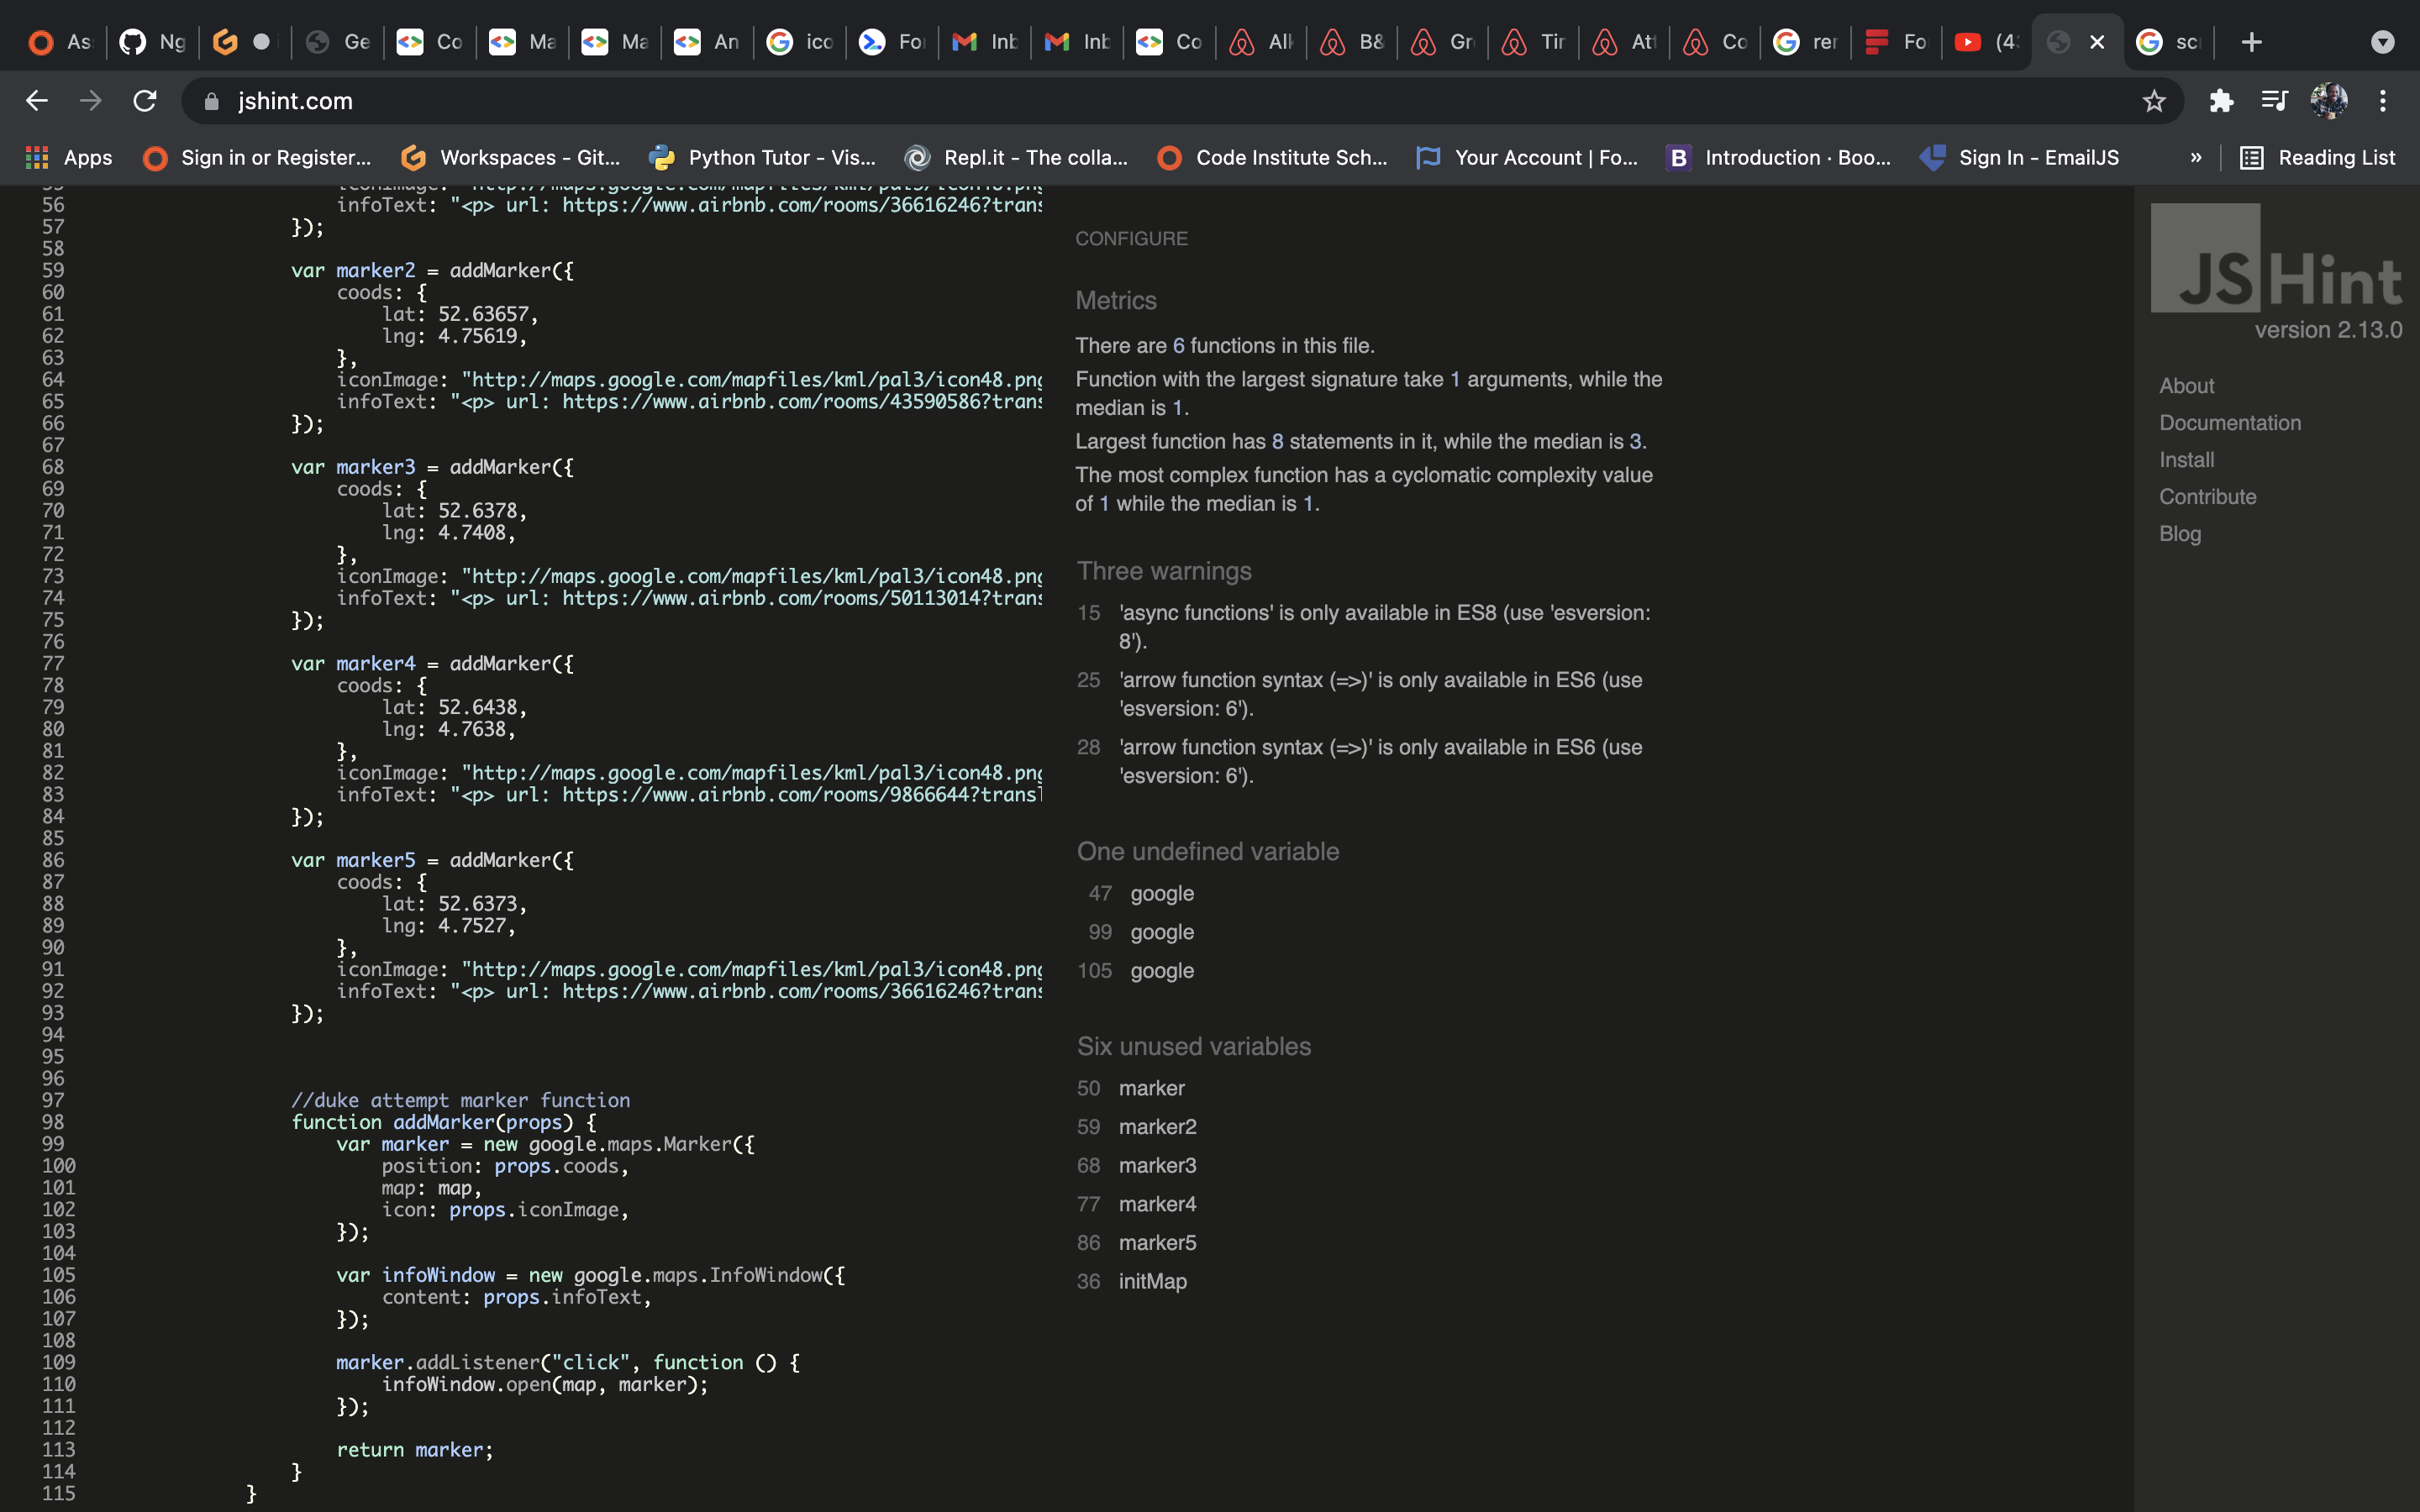 As
Ng
Ge
Co
Ma
Ma
An
ico
Fo
Inb
Inb
Co
Alk
B&
Gr
Tir
Att
Co
rer
Fo
(4
sc
jshint.com
Apps
Sign in or Register...
Workspaces - Git...
Python Tutor - Vis...
Repl.it - The colla...
Code Institute Sch...
Your Account | Fo...
B Introduction · Boo...
Sign In - EmailJS
»
Reading List
56 infoText: "<p> url: https://www.airbnb.com/rooms/36616246?trans
57 });
58
59 var marker2 = addMarker({
60 coods: {
61 lat: 52.63657,
62 lng: 4.75619,
63 },
64 iconImage: "http://maps.google.com/mapfiles/kml/pal3/icon48.png
65 infoText: "<p> url: https://www.airbnb.com/rooms/43590586?trans
66 });
67
68 var marker3 = addMarker({
69 coods: {
70 lat: 52.6378,
71 lng: 4.7408,
72 },
73 iconImage: "http://maps.google.com/mapfiles/kml/pal3/icon48.png
74 infoText: "<p> url: https://www.airbnb.com/rooms/50113014?trans
75 });
76
77 var marker4 = addMarker({
78 coods: {
79 lat: 52.6438,
80 lng: 4.7638,
81 },
82 iconImage: "http://maps.google.com/mapfiles/kml/pal3/icon48.png
83 infoText: "<p> url: https://www.airbnb.com/rooms/9866644?transl
84 });
85
86 var marker5 = addMarker({
87 coods: {
88 lat: 52.6373,
89 lng: 4.7527,
90 },
91 iconImage: "http://maps.google.com/mapfiles/kml/pal3/icon48.png
92 infoText: "<p> url: https://www.airbnb.com/rooms/36616246?trans
93 });
94
95
96
97 //duke attempt marker function
98 function addMarker(props) {
99 var marker = new google.maps.Marker({
100 position: props.coods,
101 map: map,
102 icon: props.iconImage,
103 });
104
105 var infoWindow = new google.maps.InfoWindow({
106 content: props.infoText,
107 });
108
109 marker.addListener("click", function () {
110 infoWindow.open(map, marker);
111 });
112
113 return marker;
114 }
115 }
CONFIGURE
Metrics
There are 6 functions in this file.
Function with the largest signature take 1 arguments, while the
median is 1.
Largest function has 8 statements in it, while the median is 3.
The most complex function has a cyclomatic complexity value
of 1 while the median is 1.
Three warnings
15 'async functions' is only available in ES8 (use 'esversion:
8').
25 'arrow function syntax (=>)' is only available in ES6 (use
'esversion: 6').
28 'arrow function syntax (=>)' is only available in ES6 (use
'esversion: 6').
One undefined variable
47 google
99 google
105 google
Six unused variables
50 marker
59 marker2
68 marker3
77 marker4
86 marker5
36 initMap
JSHint
version 2.13.0
About
Documentation
Install
Contribute
Blog